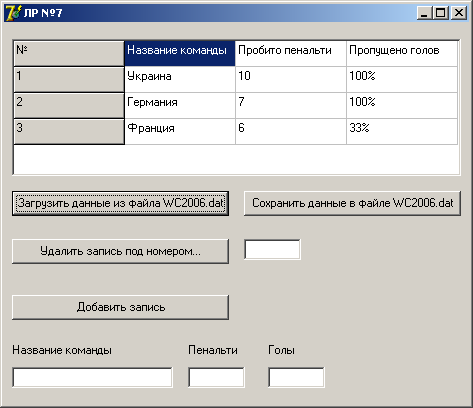 ЛР №7
№ Название команды Пробито пенальти Пропущено голов
1 Украина 10 100%
2 Германия 7 100%
3 Франция 6 33%
Загрузить данные из файла WC2006.dat Сохранить данные в файле WC2006.dat
Удалить запись под номером...
Добавить запись
Название команды Пенальти Голы